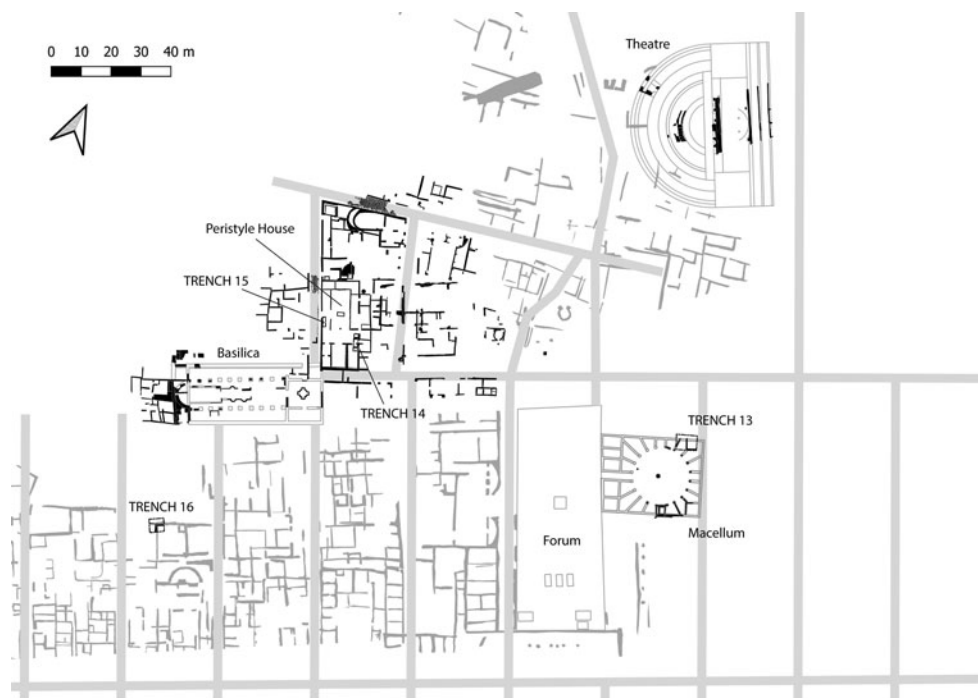 0 10 20 30 40 m
Theatre
Peristyle House
TRENCH 15
Basilica
TRENCH 14
TRENCH 13
TRENCH 16
Forum
Macellum